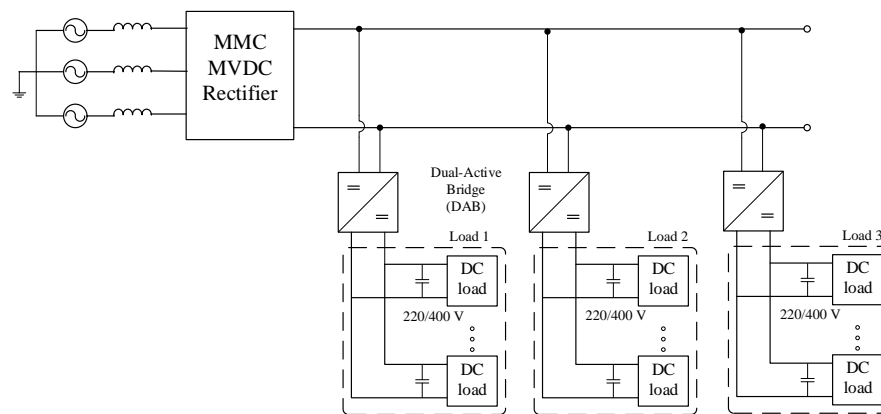 MMC
MVDC
Rectifier
Dual-Active
Bridge
(DAB)
Load 1
DC
load
220/400 V
DC
load
Load 2
DC
load
220/400 V
DC
load
Load 3
DC
load
220/400 V
DC
load